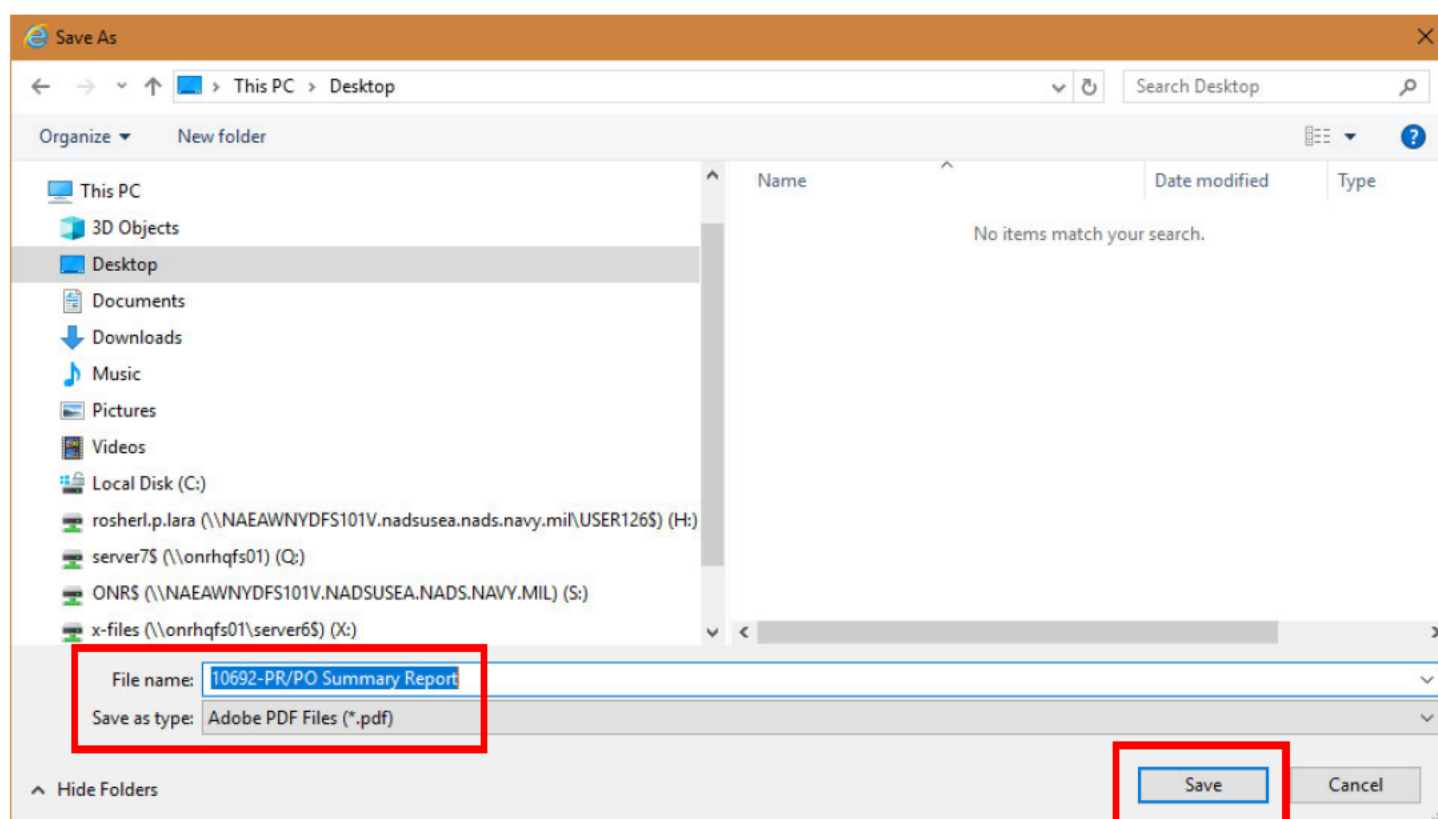 Save As
This PC > Desktop
Search Desktop
Organize
New folder
Name
Date modified
Type
This PC
3D Objects
No items match your search.
Desktop
Documents
Downloads
Music
Pictures
Videos
Local Disk (C:)
rosherl.p.lara (\\NAEAWNYDFS101V.nadsusea.nads.navy.mil\USER126$) (H:)
server7$ (\\onrhqfs01) (Q:)
ONR$ (\\NAEAWNYDFS101V.NADSUSEA.NADS.NAVY.MIL) (S:)
x-files (\\onrhqfs01\server6$) (X:)
File name: 10692-PR/PO Summary Report
Save as type: Adobe PDF Files (*.pdf)
Hide Folders
Save
Cancel